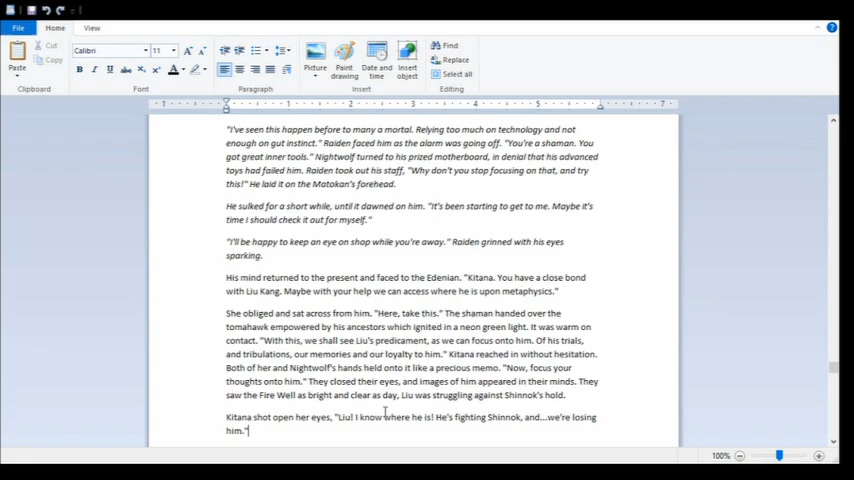 File Home View
Cut
Calibri 11
Find
Copy
Replace
Paste
Picture Paint Date and Insert
drawing time object
Select all
B I U abc X₂ X² A
Clipboard Font Paragraph Insert Editing
1 1 2 3 4 5 7
"I've seen this happen before to many a mortal. Relying too much on technology and not
enough on gut instinct." Raiden faced him as the alarm was going off. "You're a shaman. You
got great inner tools." Nightwolf turned to his prized motherboard, in denial that his advanced
toys had failed him. Raiden took out his staff, "Why don't you stop focusing on that, and try
this!" He laid it on the Matokan's forehead.
He sulked for a short while, until it dawned on him. "It's been starting to get to me. Maybe it's
time I should check it out for myself."
"I'll be happy to keep an eye on shop while you're away." Raiden grinned with his eyes
sparking.
His mind returned to the present and faced to the Edenian. "Kitana. You have a close bond
with Liu Kang. Maybe with your help we can access where he is upon metaphysics."
She obliged and sat across from him. "Here, take this." The shaman handed over the
tomahawk empowered by his ancestors which ignited in a neon green light. It was warm on
contact. "With this, we shall see Liu's predicament, as we can focus onto him. Of his trials,
and tribulations, our memories and our loyalty to him." Kitana reached in without hesitation.
Both of her and Nightwolf's hands held onto it like a precious memo. "Now, focus your
thoughts onto him." They closed their eyes, and images of him appeared in their minds. They
saw the Fire Well as bright and clear as day, Liu was struggling against Shinnok's hold.
Kitana shot open her eyes, "Liu! I know where he is! He's fighting Shinnok, and...we're losing
him."
100%